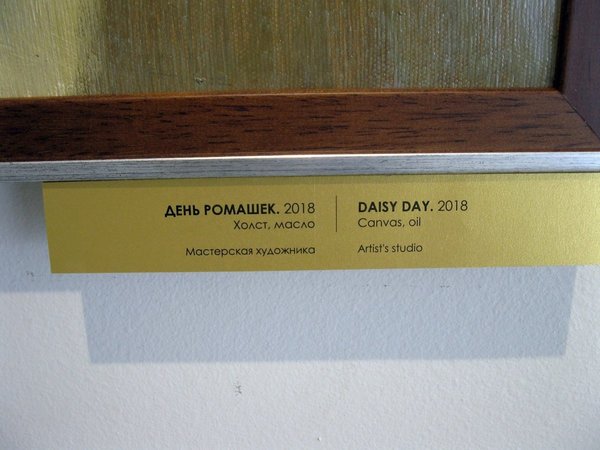 ДЕНЬ РОМАШЕК. 2018
Холст, масло
Мастерская художника
DAISY DAY. 2018
Canvas, oil
Artist's studio